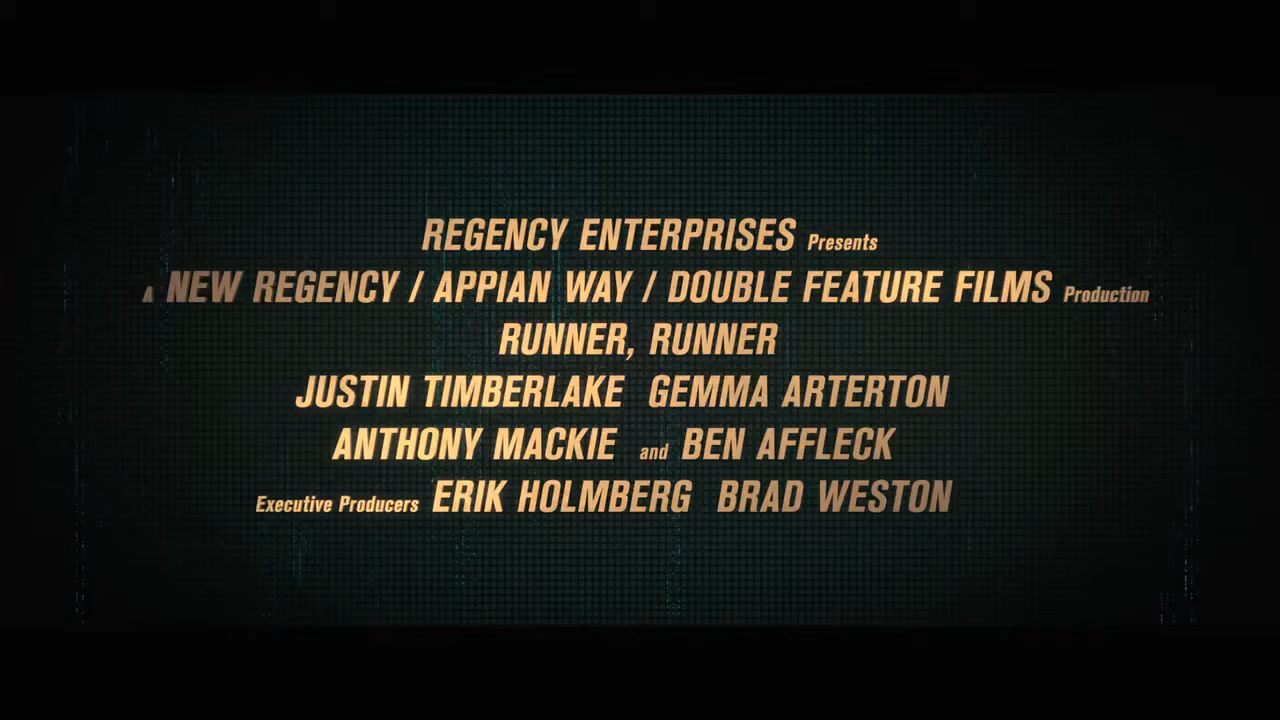 REGENCY ENTERPRISES Presents
A NEW REGENCY / APPIAN WAY / DOUBLE FEATURE FILMS Production
RUNNER, RUNNER
JUSTIN TIMBERLAKE GEMMA ARTERTON
ANTHONY MACKIE and BEN AFFLECK
Executive Producers ERIK HOLMBERG BRAD WESTON